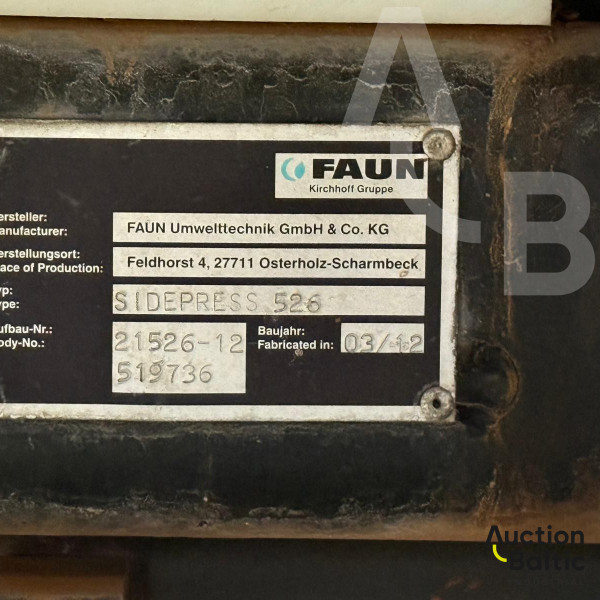 FAUN
Kirchhoff Gruppe
ersteller:
anufacturer:
FAUN Umwelttechnik GmbH & Co. KG
erstellungsort:
ace of Production:
Feldhorst 4, 27711 Osterholz-Scharmbeck
yp:
ype:
SIDEPRESS 526
ufbau-Nr.:
ody-No.:
21526-12
519736
Baujahr:
Fabricated in:
03/12
AB
Auction
Baltic